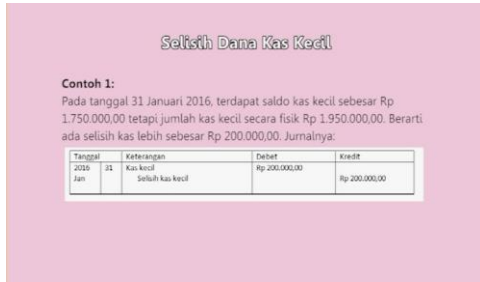 Selisih Dana Kas Kecil
Contoh 1:
Pada tanggal 31 Januari 2016, terdapat saldo kas kecil sebesar Rp
1.750.000,00 tetapi jumlah kas kecil secara fisik Rp 1.950.000,00. Berarti
ada selisih kas lebih sebesar Rp 200.000,00. Jurnalnya:
Tanggal Keterangan Debet Kredit
2016 31 Kas kecil Rp 200.000,00
Jan Selisih kas kecil Rp 200.000,00